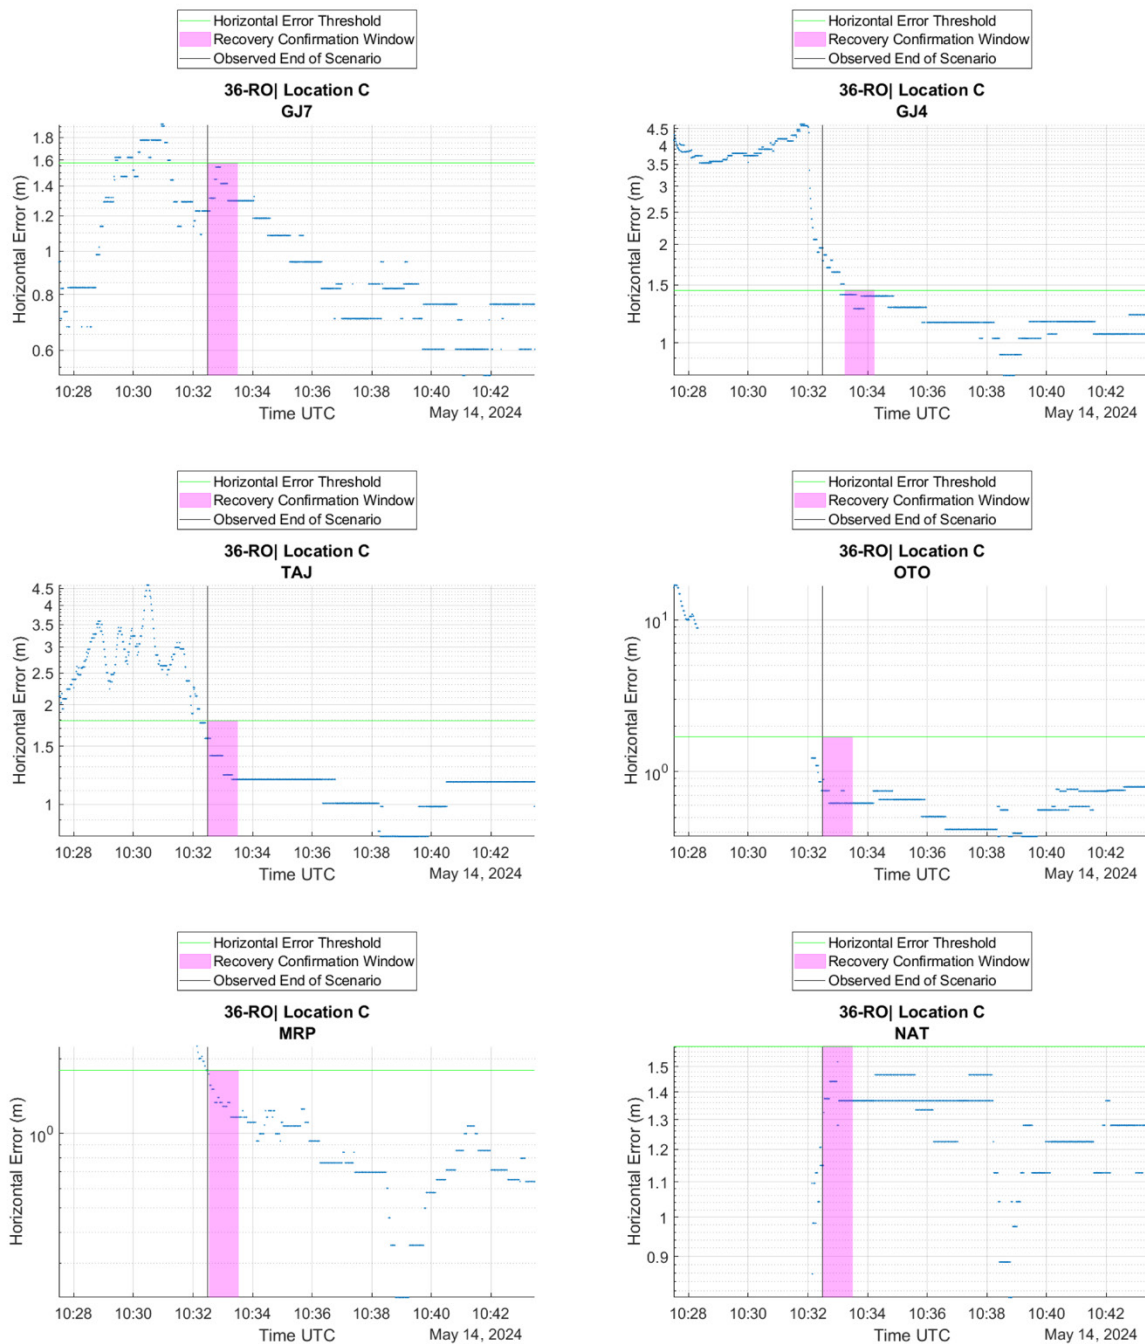 Horizontal Error Threshold
Recovery Confirmation Window
Observed End of Scenario
36-RO| Location C
GJ7
Horizontal Error (m)
1.8
1.6
1.4
1.2
1
0.8
0.6
10:28 10:30 10:32 10:34 10:36 10:38 10:40 10:42
Time UTC
May 14, 2024
Horizontal Error Threshold
Recovery Confirmation Window
Observed End of Scenario
36-RO| Location C
GJ4
Horizontal Error (m)
4.5
3.5
3
2.5
2
1.5
1
10:28 10:30 10:32 10:34 10:36 10:38 10:40 10:42
Time UTC
May 14, 2024
Horizontal Error Threshold
Recovery Confirmation Window
Observed End of Scenario
36-RO| Location C
TAJ
Horizontal Error (m)
4.5
4
3.5
3
2.5
2
1.5
1
10:28 10:30 10:32 10:34 10:36 10:38 10:40 10:42
Time UTC
May 14, 2024
Horizontal Error Threshold
Recovery Confirmation Window
Observed End of Scenario
36-RO| Location C
OTO
Horizontal Error (m)
10¹
10⁰
10:28 10:30 10:32 10:34 10:36 10:38 10:40 10:42
Time UTC
May 14, 2024
Horizontal Error Threshold
Recovery Confirmation Window
Observed End of Scenario
36-RO| Location C
MRP
Horizontal Error (m)
10⁰
10:28 10:30 10:32 10:34 10:36 10:38 10:40 10:42
Time UTC
May 14, 2024
Horizontal Error Threshold
Recovery Confirmation Window
Observed End of Scenario
36-RO| Location C
NAT
Horizontal Error (m)
1.5
1.4
1.3
1.2
1.1
1
0.9
10:28 10:30 10:32 10:34 10:36 10:38 10:40 10:42
Time UTC
May 14, 2024